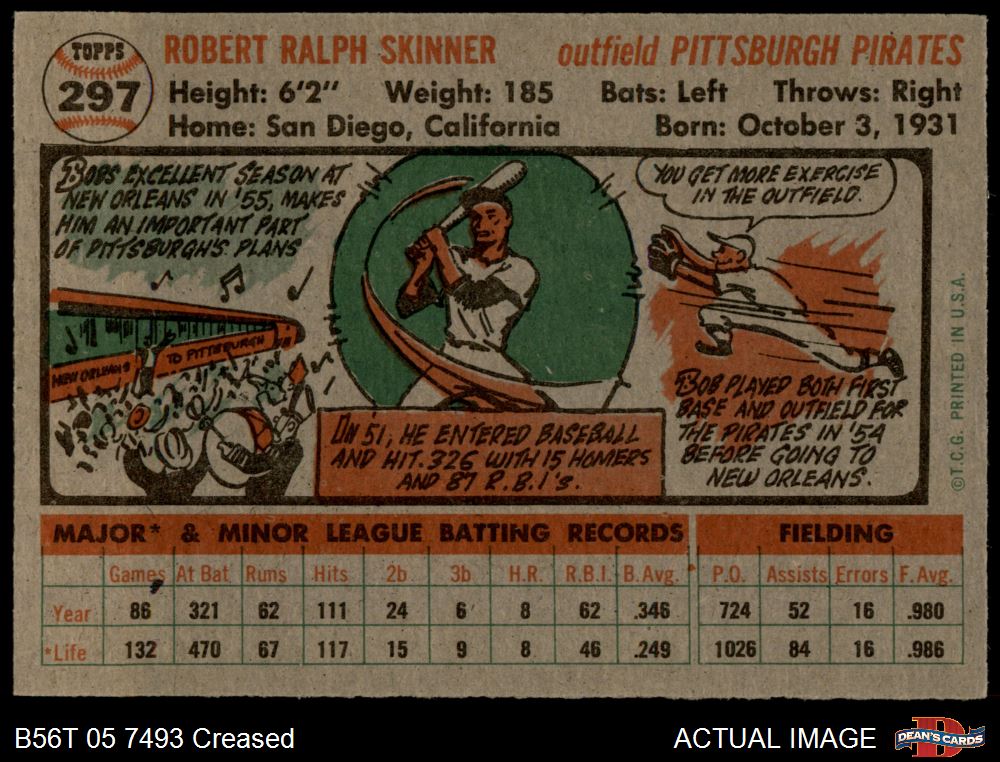 TOPPS
297
ROBERT RALPH SKINNER outfield PITTSBURGH PIRATES
Height: 6'2" Weight: 185 Bats: Left Throws: Right
Home: San Diego, California Born: October 3, 1931
BOBS EXCELLENT SEASON AT
NEW ORLEANS IN '55, MAKES
HIM AN IMPORTANT PART
OF PITTSBURGH'S PLANS
NEW ORLEANS
TO PITTSBURGH
IN 51, HE ENTERED BASEBALL
AND HIT .326 WITH 15 HOMERS
AND 87 R.B.I's.
YOU GET MORE EXERCISE
IN THE OUTFIELD.
BOB PLAYED BOTH FIRST
BASE AND OUTFIELD FOR
THE PIRATES IN '54
BEFORE GOING TO
NEW ORLEANS.
©T.C.G. PRINTED IN U.S.A.
MAJOR* & MINOR LEAGUE BATTING RECORDS FIELDING
Games At Bat Runs Hits 2b 3b H.R. R.B.I. B.Avg. P.O. Assists Errors F.Avg.
Year 86 321 62 111 24 6 8 62 .346 724 52 16 .980
*Life 132 470 67 117 15 9 8 46 .249 1026 84 16 .986
B56T 05 7493 Creased ACTUAL IMAGE
D
DEAN'S CARDS